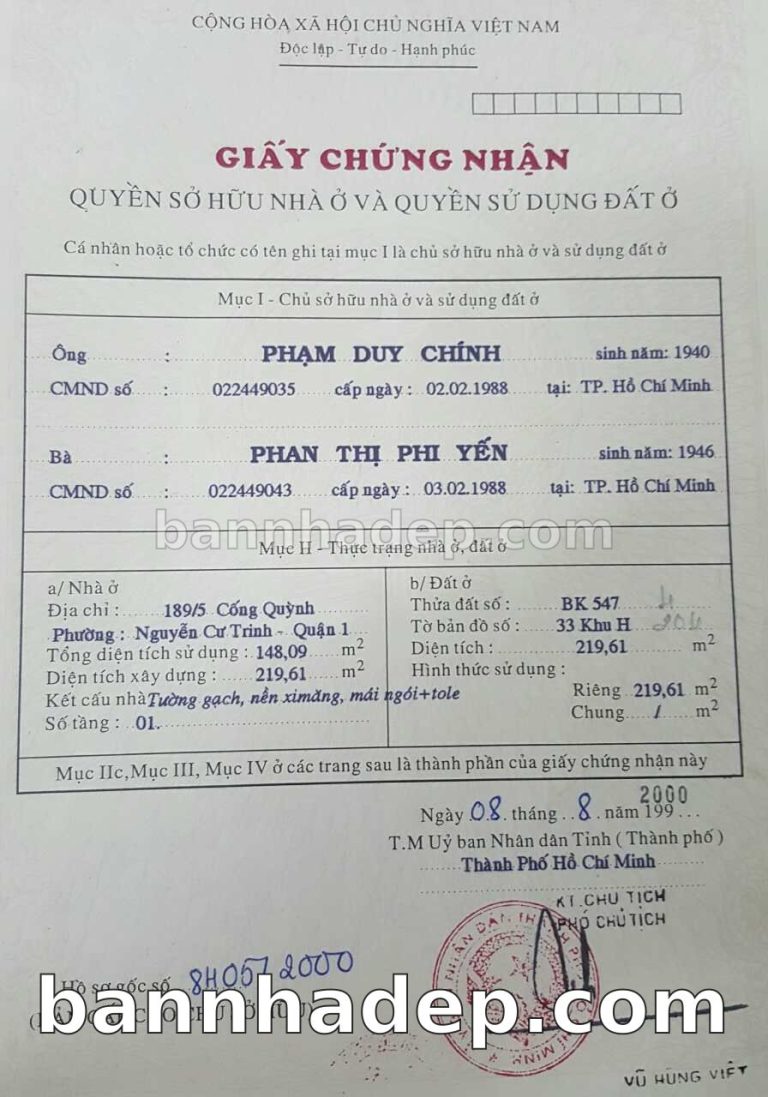 CỘNG HÒA XÃ HỘI CHỦ NGHĨA VIỆT NAM
Độc lập - Tự do - Hạnh phúc
GIẤY CHỨNG NHẬN
QUYỀN SỞ HỮU NHÀ Ở VÀ QUYỀN SỬ DỤNG ĐẤT Ở
Cá nhân hoặc tổ chức có tên ghi tại mục I là chủ sở hữu nhà ở và sử dụng đất ở
Mục I - Chủ sở hữu nhà ở và sử dụng đất ở
Ông : PHẠM DUY CHÍNH sinh năm: 1940
CMND số : 022449035 cấp ngày : 02.02.1988 tại: TP. Hồ Chí Minh
Bà : PHAN THỊ PHI YẾN sinh năm: 1946
CMND số : 022449043 cấp ngày : 03.02.1988 tại: TP. Hồ Chí Minh
bannhadep.com
Mục II - Thực trạng nhà ở, đất ở
a/ Nhà ở
Địa chỉ : 189/5 Cống Quỳnh
Phường : Nguyễn Cư Trinh - Quận 1
Tổng diện tích sử dụng : 148,09 m2
Diện tích xây dựng : 219,61 m2
Kết cấu nhà Tường gạch, nền ximăng, mái ngói+tole
Số tầng : 01.
b/ Đất ở
Thửa đất số : BK 547
Tờ bản đồ số : 33 Khu H
Diện tích : 219,61 m2
Hình thức sử dụng :
Riêng 219,61 m2
Chung / m2
Mục IIc, Mục III, Mục IV ở các trang sau là thành phần của giấy chứng nhận này
Ngày 08 tháng 8 năm 199 2000
T.M Uỷ ban Nhân dân Tỉnh ( Thành phố )
Thành Phố Hồ Chí Minh
KT.CHỦ TỊCH
PHÓ CHỦ TỊCH
Hồ sơ gốc số
bannhadep.com
VŨ HÙNG VIỆT